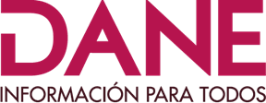 DANE
INFORMACIÓN PARA TODOS